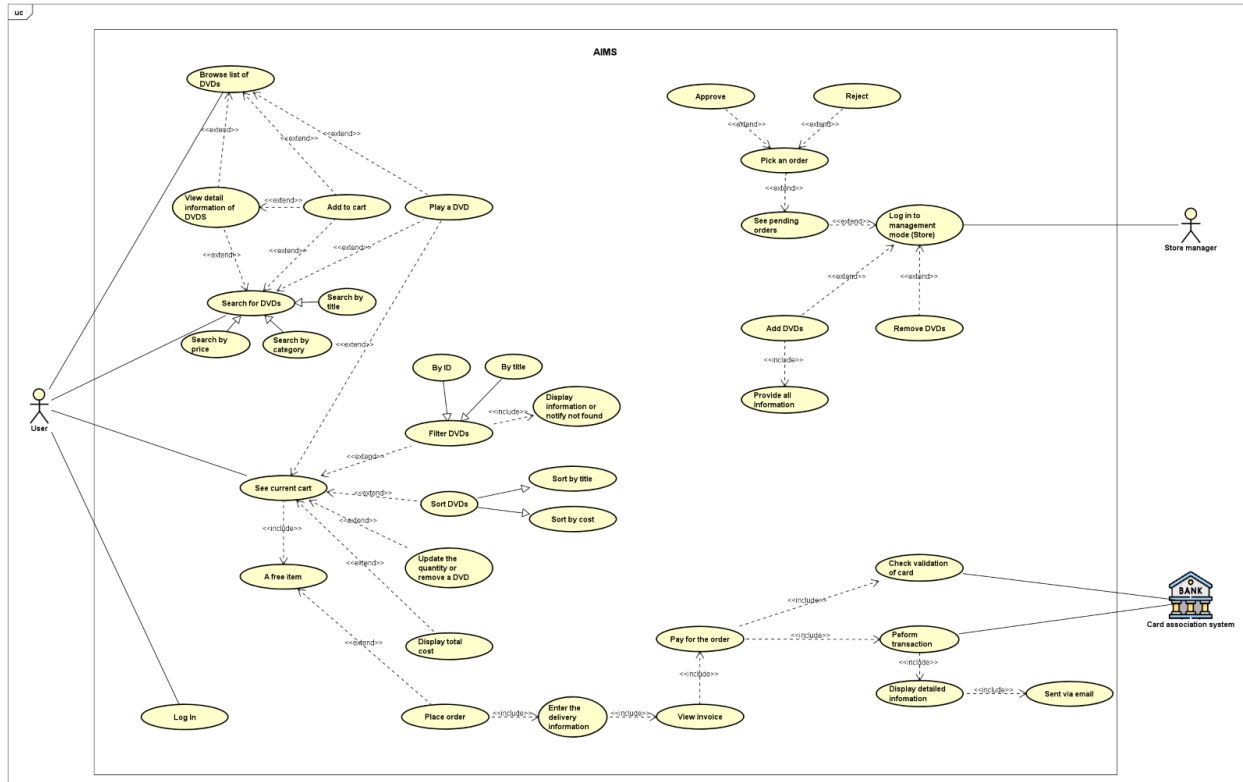 uc
AIMS
Browse list of
DVDs
Approve
Reject
<<extend>>
<<extend>>
<<extend>>
<<extend>>
<<extend>>
Pick an order
<<extend>>
View detail
information of
DVDS
<<extend>>
Add to cart
Play a DVD
See pending
orders
<<extend>>
Log in to
management
mode (Store)
Store manager
<<extend>>
<<extend>>
<<extend>>
<<extend>>
<<extend>>
Search for DVDs
Search by
title
Search by
price
Search by
category
Add DVDs
Remove DVDs
<<extend>>
<<include>>
By ID
By title
Display
information or
notify not found
<<include>>
Provide all
information
User
Filter DVDs
<<extend>>
See current cart
<<extend>>
Sort DVDs
Sort by title
Sort by cost
<<include>>
<<extend>>
<<extend>>
A free item
Update the
quantity or
remove a DVD
Check validation
of card
BANK
Card association system
<<include>>
<<extend>>
Display total
cost
Pay for the order
<<include>>
Peform
transaction
<<include>>
<<include>>
Display detailed
infomation
<<include>>
Sent via email
Log In
Place order
<<include>>
Enter the
delivery
information
<<include>>
View invoice